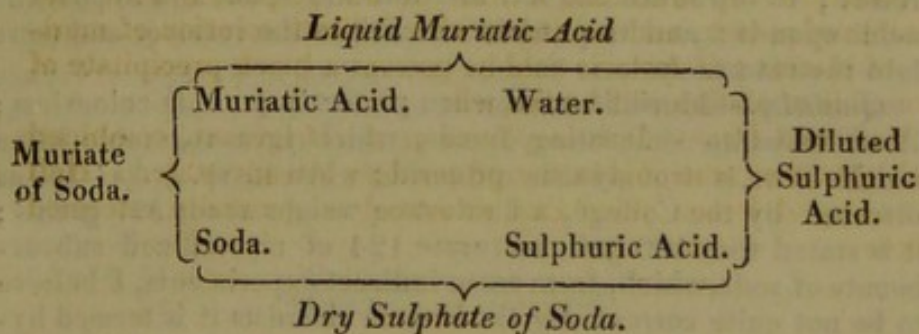 Liquid Muriatic Acid
Muriatic Acid. Water.
Muriate
of Soda.
Diluted
Sulphuric
Acid.
Soda. Sulphuric Acid.
Dry Sulphate of Soda.